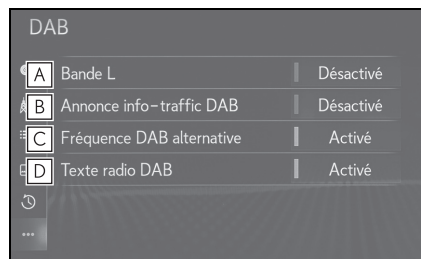 DAB
A Bande L Désactivé
B Annonce info-traffic DAB Désactivé
C Fréquence DAB alternative Activé
D Texte radio DAB Activé